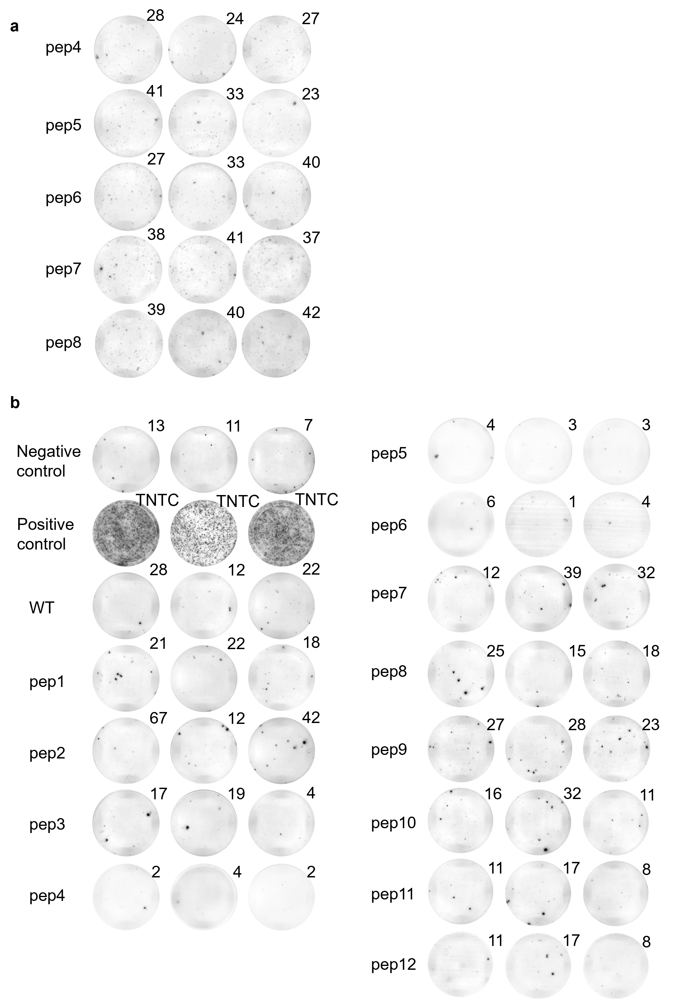 a
pep4 28 24 27
pep5 41 33 23
pep6 27 33 40
pep7 38 41 37
pep8 39 40 42
b
Negative control 13 11 7
Positive control TNTC TNTC TNTC
WT 28 12 22
pep1 21 22 18
pep2 67 12 42
pep3 17 19 4
pep4 2 4 2
pep5 4 3 3
pep6 6 1 4
pep7 12 39 32
pep8 25 15 18
pep9 27 28 23
pep10 16 32 11
pep11 11 17 8
pep12 11 17 8